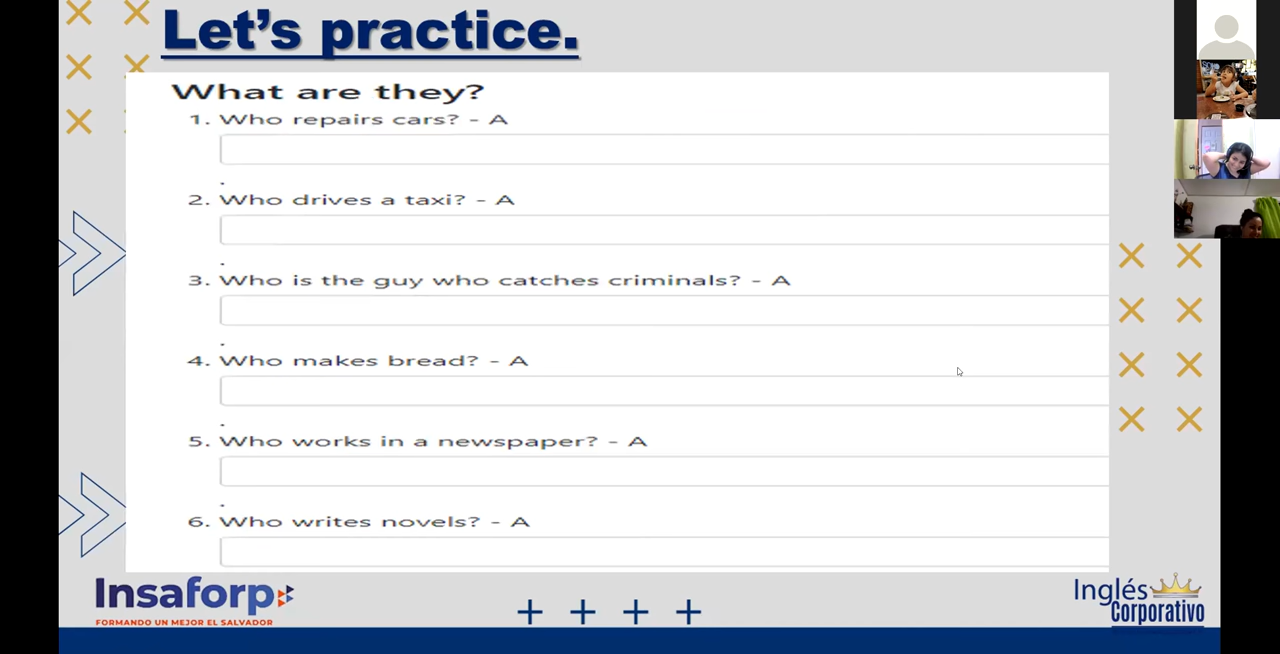 Let's practice.
What are they?
1. Who repairs cars? - A
.
2. Who drives a taxi? - A
.
3. Who is the guy who catches criminals? - A
.
4. Who makes bread? - A
.
5. Who works in a newspaper? - A
.
6. Who writes novels? - A
Insaforp
FORMANDO UN MEJOR EL SALVADOR
Inglés
Corporativo